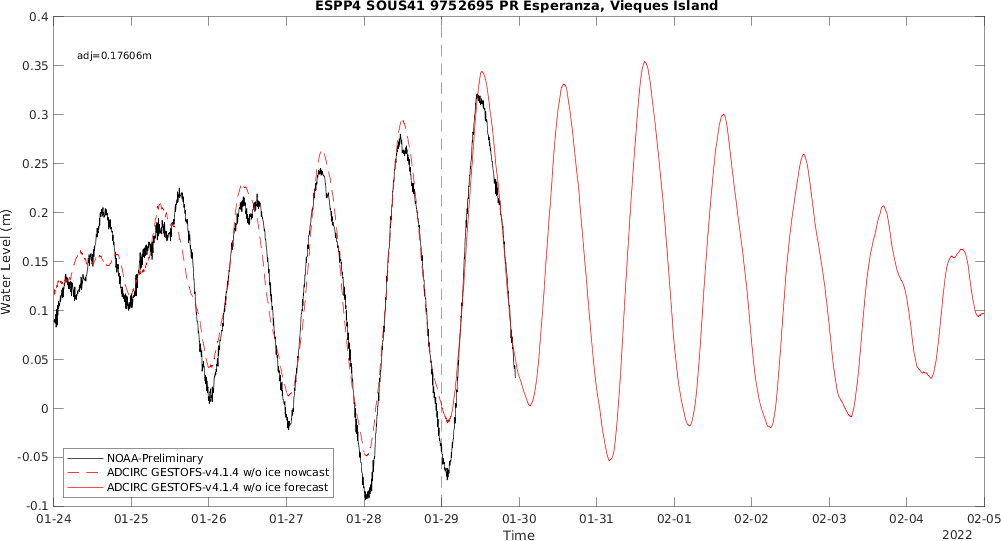 ESPP4 SOUS41 9752695 PR Esperanza, Vieques Island
0.4
adj=0.17606m
0.35
0.3
0.25
0.2
0.15
0.1
0.05
0
-0.05
-0.1
Water Level (m)
NOAA-Preliminary
ADCIRC GESTOFS-v4.1.4 w/o ice nowcast
ADCIRC GESTOFS-v4.1.4 w/o ice forecast
01-24 01-25 01-26 01-27 01-28 01-29 01-30 01-31 02-01 02-02 02-03 02-04 02-05
Time
2022